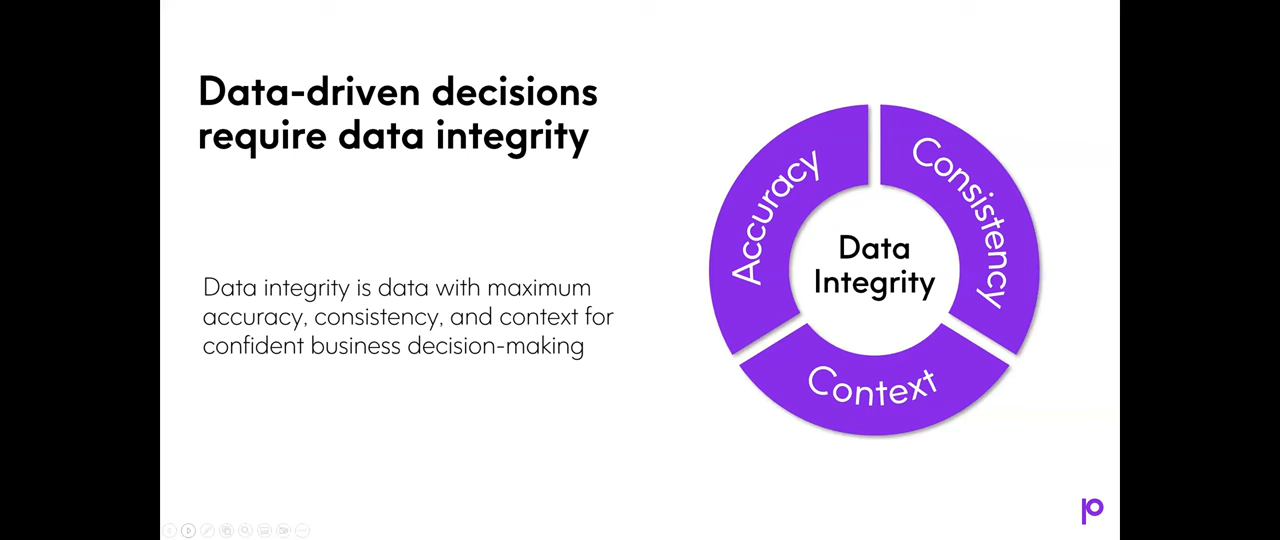 Data-driven decisions
require data integrity
Data integrity is data with maximum
accuracy, consistency, and context for
confident business decision-making
Accuracy
Consistency
Data
Integrity
Context
p